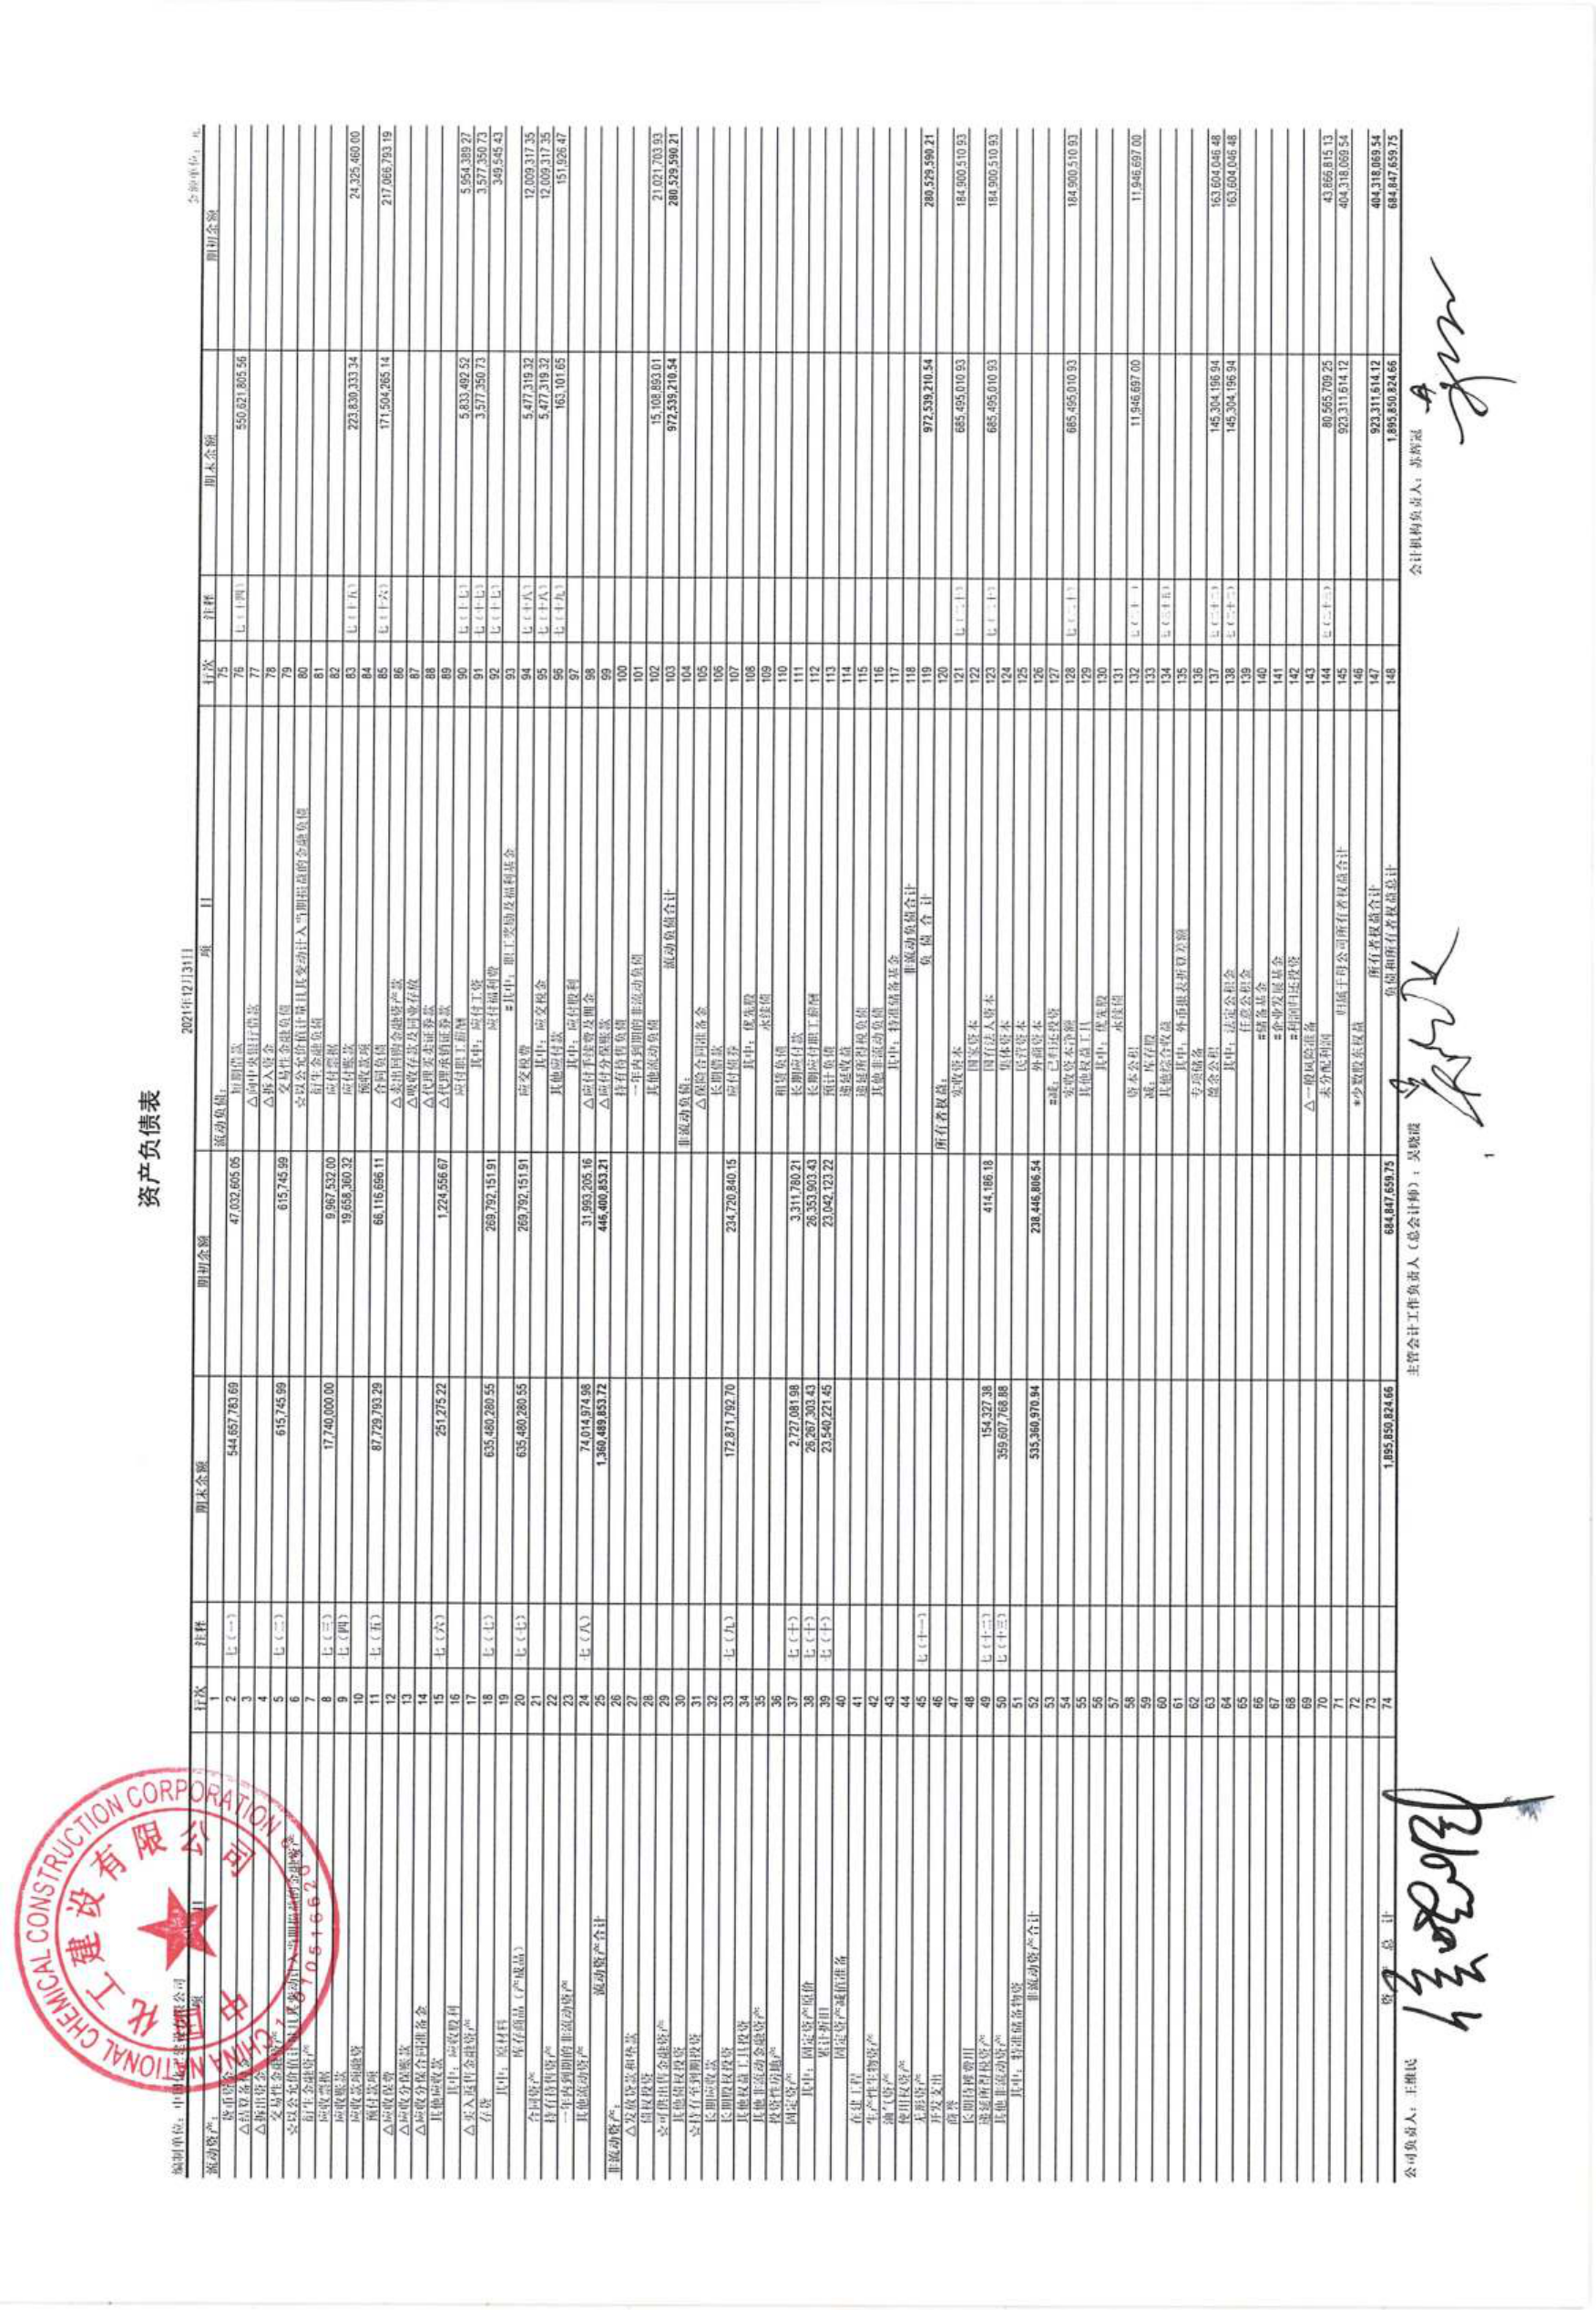 资产负债表
2021年12月31日
编制单位：中国化工建设有限公司 金额单位：元
项 目 行次 注释 期末余额 期初余额 项 目 行次 注释 期末余额 期初余额
流动资产： 1 流动负债： 75
货币资金 2 七（一） 544,657,783.69 47,032,605.05 短期借款 76 七（十四） 550,621,805.56
△结算备付金 3 △向中央银行借款 77
△拆出资金 4 △拆入资金 78
交易性金融资产 5 七（二） 615,745.99 615,745.99 交易性金融负债 79
☆以公允价值计量且其变动计入当期损益的金融资产 6 ☆以公允价值计量且其变动计入当期损益的金融负债 80
衍生金融资产 7 衍生金融负债 81
应收票据 8 七（三） 17,740,000.00 9,967,532.00 应付票据 82
应收账款 9 七（四） 19,658,360.32 应付账款 83 七（十五） 223,830,333.34 24,325,460.00
应收款项融资 10 预收款项 84
预付款项 11 七（五） 87,729,793.29 66,116,696.11 合同负债 85 七（十六） 171,504,265.14 217,066,793.19
△应收保费 12 △卖出回购金融资产款 86
△应收分保账款 13 △吸收存款及同业存放 87
△应收分保合同准备金 14 △代理买卖证券款 88
其他应收款 15 七（六） 251,275.22 1,224,556.67 △代理承销证券款 89
其中：应收股利 16 应付职工薪酬 90 七（十七） 5,833,492.52 5,954,389.27
△买入返售金融资产 17 其中：应付工资 91 七（十七） 3,577,350.73 3,577,350.73
存货 18 七（七） 635,480,280.55 269,792,151.91 应付福利费 92 七（十七） 349,545.43
其中：原材料 19 #其中：职工奖励及福利基金 93
库存商品（产成品） 20 七（七） 635,480,280.55 269,792,151.91 应交税费 94 七（十八） 5,477,319.32 12,009,317.35
合同资产 21 其中：应交税金 95 七（十八） 5,477,319.32 12,009,317.35
持有待售资产 22 其他应付款 96 七（十九） 163,101.65 151,926.47
一年内到期的非流动资产 23 其中：应付股利 97
其他流动资产 24 七（八） 74,014,974.98 31,993,205.16 △应付手续费及佣金 98
流动资产合计 25 1,360,489,853.72 446,400,853.21 △应付分保账款 99
非流动资产： 26 持有待售负债 100
△发放贷款和垫款 27 一年内到期的非流动负债 101
债权投资 28 其他流动负债 102 15,108,893.01 21,021,703.93
☆可供出售金融资产 29 流动负债合计 103 972,539,210.54 280,529,590.21
其他债权投资 30 非流动负债： 104
☆持有至到期投资 31 △保险合同准备金 105
长期应收款 32 长期借款 106
长期股权投资 33 七（九） 172,871,792.70 234,720,840.15 应付债券 107
其他权益工具投资 34 其中：优先股 108
其他非流动金融资产 35 永续债 109
投资性房地产 36 租赁负债 110
固定资产 37 七（十） 2,727,081.98 3,311,780.21 长期应付款 111
其中：固定资产原价 38 七（十） 26,267,303.43 26,353,903.43 长期应付职工薪酬 112
累计折旧 39 七（十） 23,540,221.45 23,042,123.22 预计负债 113
固定资产减值准备 40 递延收益 114
在建工程 41 递延所得税负债 115
生产性生物资产 42 其他非流动负债 116
油气资产 43 其中：特准储备基金 117
使用权资产 44 非流动负债合计 118
无形资产 45 七（十一） 负债合计 119 972,539,210.54 280,529,590.21
开发支出 46 所有者权益： 120
商誉 47 实收资本 121 七（二十） 685,495,010.93 184,900,510.93
长期待摊费用 48 国家资本 122
递延所得税资产 49 七（十二） 154,327.38 414,186.18 国有法人资本 123 七（二十） 685,495,010.93 184,900,510.93
其他非流动资产 50 七（十三） 359,607,768.88 集体资本 124
其中：特准储备物资 51 民营资本 125
非流动资产合计 52 535,360,970.94 238,446,806.54 外商资本 126
53 #减：已归还投资 127
54 实收资本净额 128 七（二十） 685,495,010.93 184,900,510.93
55 其他权益工具 129
56 其中：优先股 130
57 永续债 131
58 资本公积 132 11,946,697.00 11,946,697.00
59 减：库存股 133
60 其他综合收益 134
61 其中：外币报表折算差额 135
62 专项储备 136
63 盈余公积 137 七（二十二） 145,304,196.94 163,604,046.48
64 其中：法定公积金 138 七（二十二） 145,304,196.94 163,604,046.48
65 任意公积金 139
66 #储备基金 140
67 #企业发展基金 141
68 #利润归还投资 142
69 △一般风险准备 143
70 未分配利润 144 七（二十三） 80,565,709.25 43,866,815.13
71 归属于母公司所有者权益合计 145 923,311,614.12 404,318,069.54
72 *少数股东权益 146
73 所有者权益合计 147 923,311,614.12 404,318,069.54
资产总计 74 1,895,850,824.66 684,847,659.75 负债和所有者权益总计 148 1,895,850,824.66 684,847,659.75
公司负责人：王维民 主管会计工作负责人（总会计师）：吴晓霞 会计机构负责人：苏辉冠
1
CHINA NATIONAL CHEMICAL CONSTRUCTION CORPORATION
中国化工建设有限公司